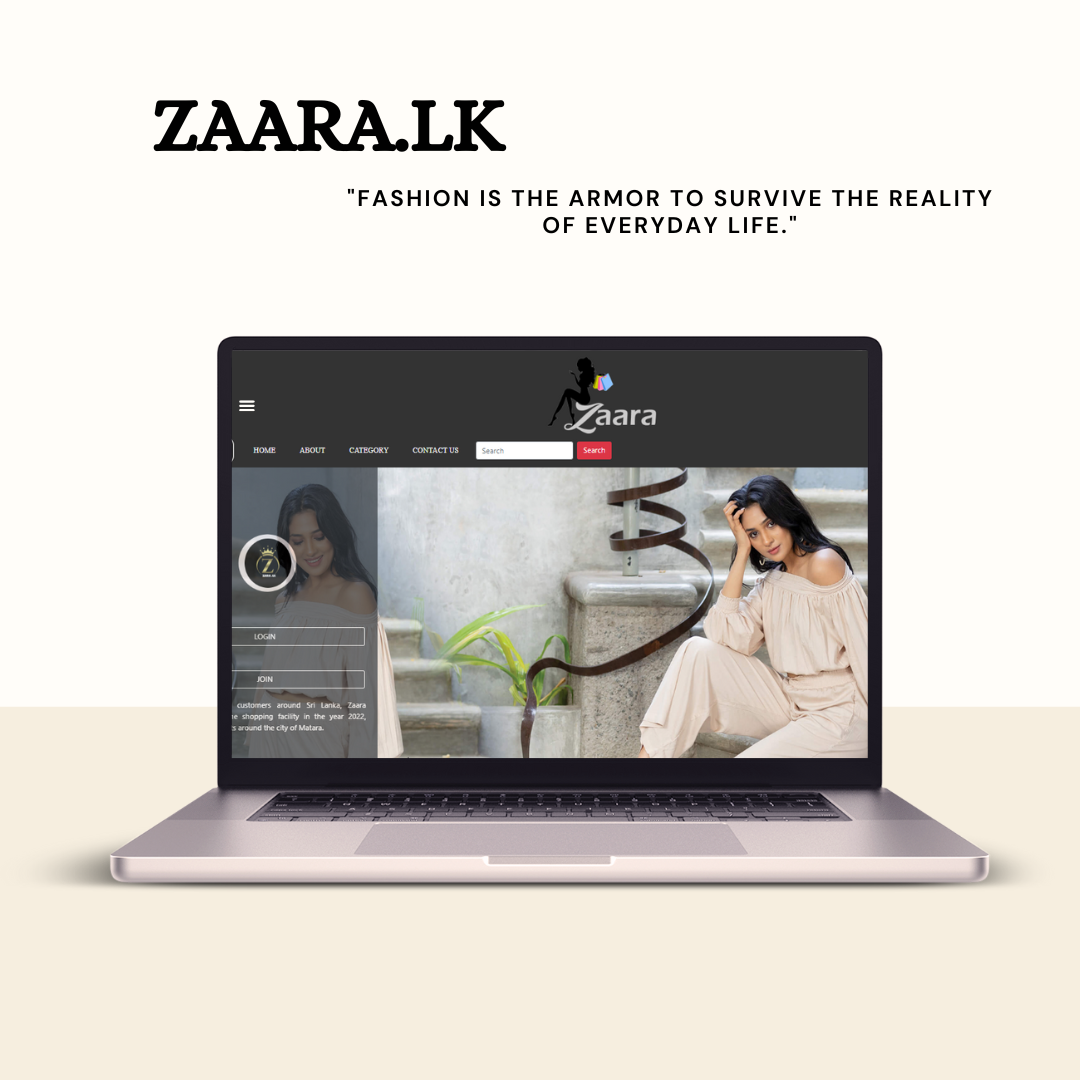 ZAARA.LK
"FASHION IS THE ARMOR TO SURVIVE THE REALITY
OF EVERYDAY LIFE."
Zaara
HOME ABOUT CATEGORY CONTACT US Search Search
Z
LOGIN
JOIN
customers around Sri Lanka, Zaara
shopping facility in the year 2022,
around the city of Matara.